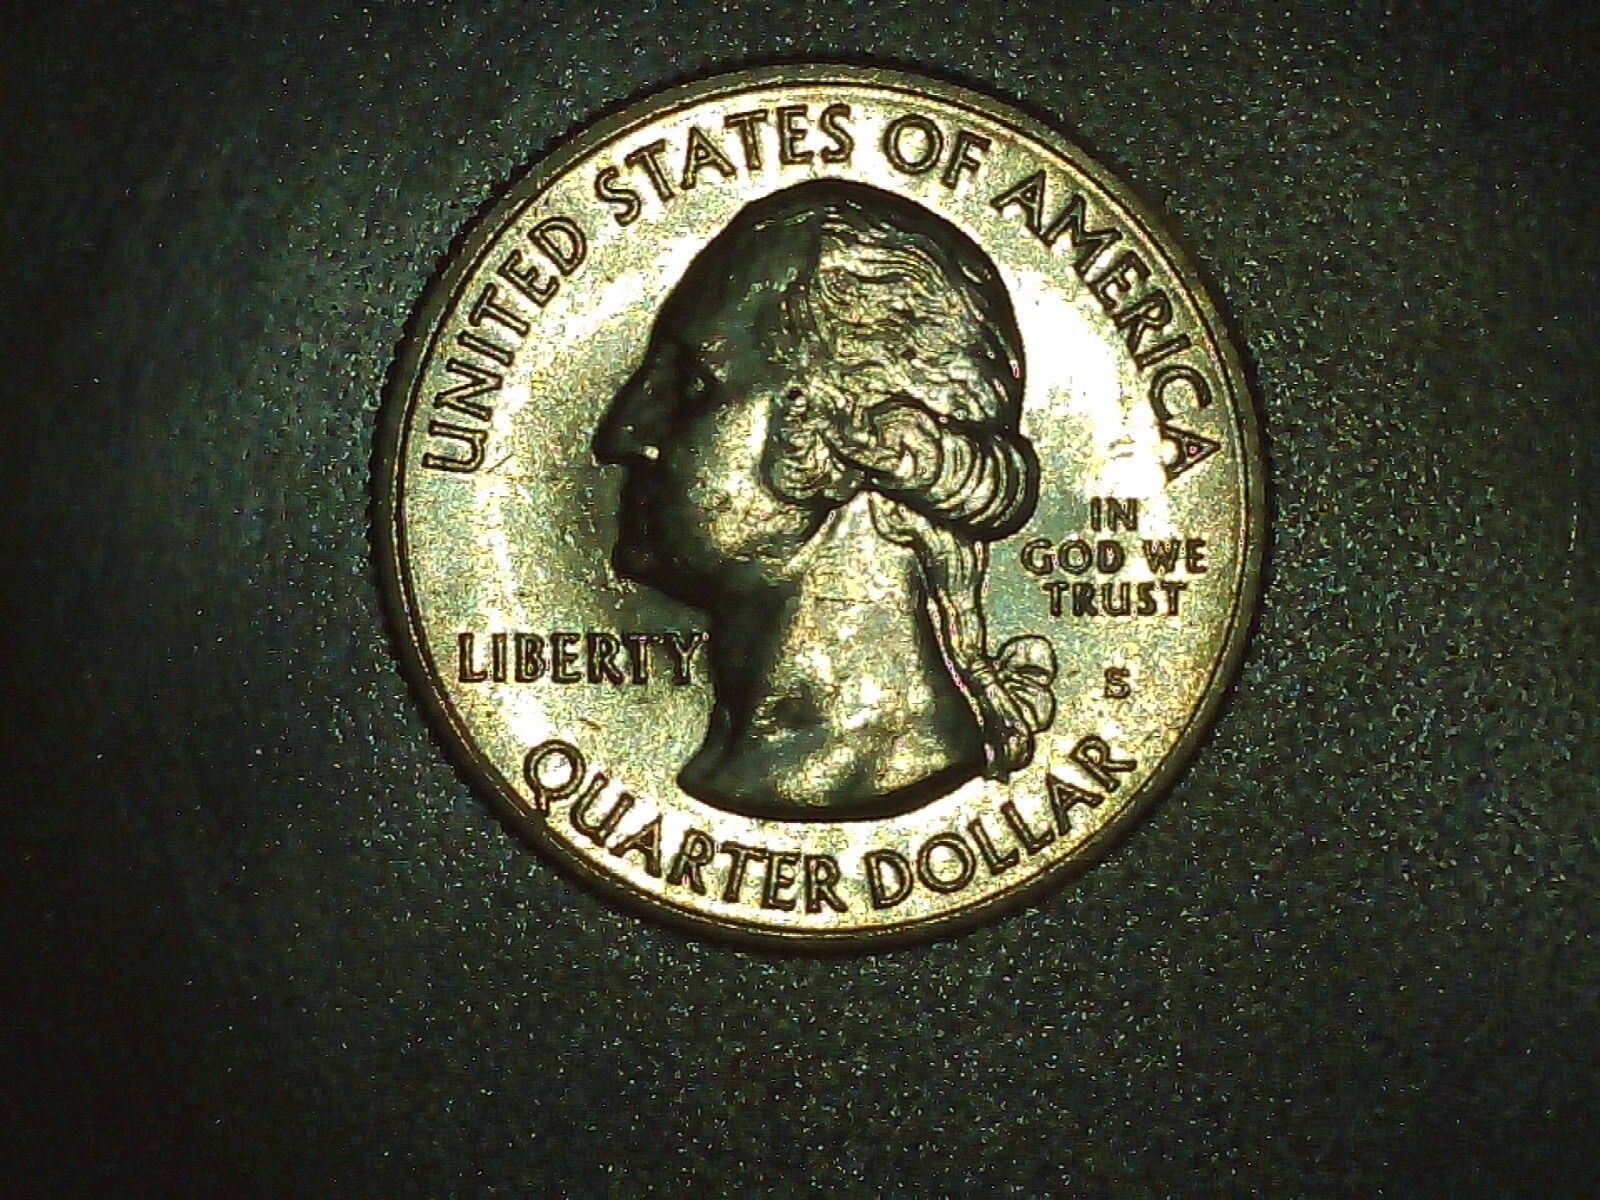 UNITED STATES OF AMERICA
IN
GOD WE
TRUST
LIBERTY
S
QUARTER DOLLAR